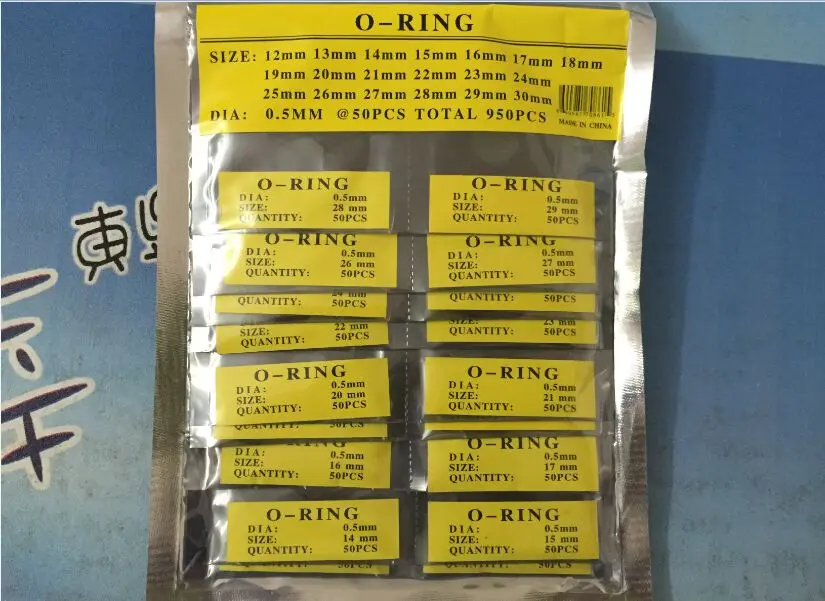 O-RING
SIZE: 12mm 13mm 14mm 15mm 16mm 17mm 18mm
19mm 20mm 21mm 22mm 23mm 24mm
25mm 26mm 27mm 28mm 29mm 30mm
DIA: 0.5MM @50PCS TOTAL 950PCS
MADE IN CHINA
O-RING
DIA: 0.5mm
SIZE: 28 mm
QUANTITY: 50PCS
O-RING
DIA: 0.5mm
SIZE: 29 mm
QUANTITY: 50PCS
東
O-RING
DIA: 0.5mm
SIZE: 26 mm
QUANTITY: 50PCS
O-RING
DIA: 0.5mm
SIZE: 27 mm
QUANTITY: 50PCS
QUANTITY: 50PCS
QUANTITY: 50PCS
SIZE: 22 mm
QUANTITY: 50PCS
SIZE: 23 mm
QUANTITY: 50PCS
O-RING
DIA: 0.5mm
SIZE: 20 mm
QUANTITY: 50PCS
O-RING
DIA: 0.5mm
SIZE: 21 mm
QUANTITY: 50PCS
O-RING
DIA: 0.5mm
SIZE: 16 mm
QUANTITY: 50PCS
O-RING
DIA: 0.5mm
SIZE: 17 mm
QUANTITY: 50PCS
O-RING
DIA: 0.5mm
SIZE: 14 mm
QUANTITY: 50PCS
O-RING
DIA: 0.5mm
SIZE: 15 mm
QUANTITY: 50PCS